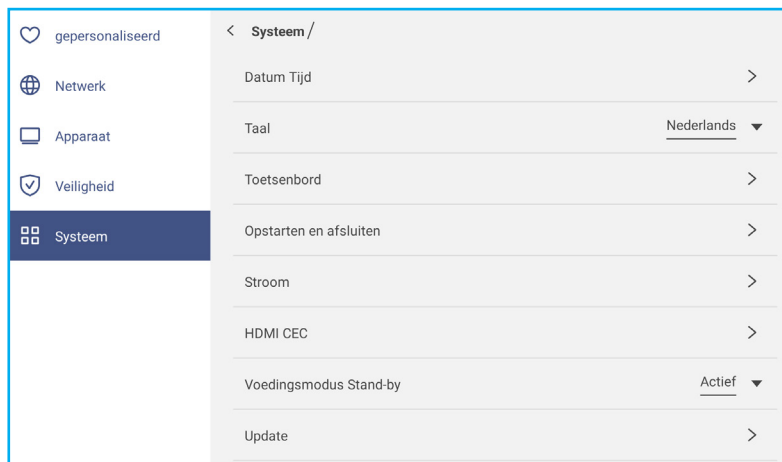 gepersonaliseerd
Netwerk
Apparaat
Veiligheid
Systeem
< Systeem /
Datum Tijd >
Taal Nederlands
Toetsenbord >
Opstarten en afsluiten >
Stroom >
HDMI CEC >
Voedingsmodus Stand-by Actief
Update >